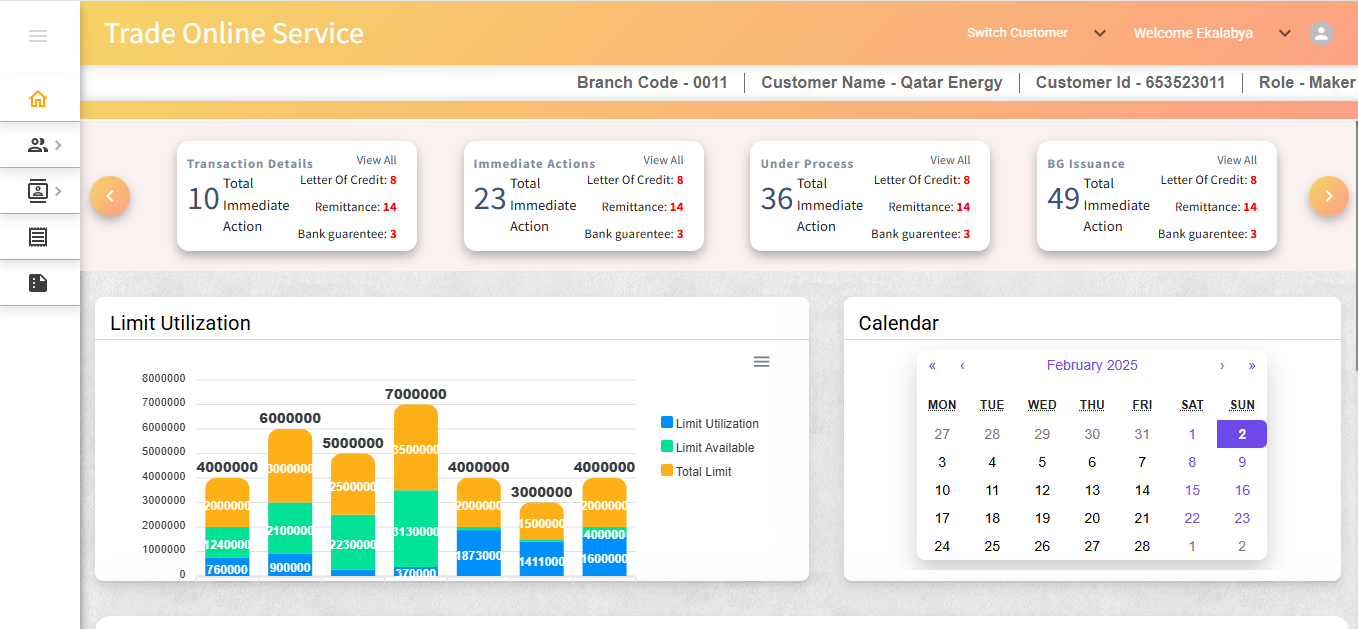 Trade Online Service
Switch Customer
Welcome Ekalabya
Branch Code - 0011
Customer Name - Qatar Energy
Customer Id - 653523011
Role - Maker
Transaction Details
View All
10
Total
Immediate
Action
Letter Of Credit: 8
Remittance: 14
Bank guarentee: 3
Immediate Actions
View All
23
Total
Immediate
Action
Letter Of Credit: 8
Remittance: 14
Bank guarentee: 3
Under Process
View All
36
Total
Immediate
Action
Letter Of Credit: 8
Remittance: 14
Bank guarentee: 3
BG Issuance
View All
49
Total
Immediate
Action
Letter Of Credit: 8
Remittance: 14
Bank guarentee: 3
Limit Utilization
8000000
7000000
6000000
5000000
4000000
3000000
2000000
1000000
0
4000000
2000000
1240000
760000
6000000
3000000
2100000
900000
5000000
2500000
2230000
7000000
3500000
3130000
370000
4000000
2000000
1873000
3000000
1500000
1411000
4000000
2000000
400000
1600000
Limit Utilization
Limit Available
Total Limit
Calendar
« ‹ February 2025 › »
MON TUE WED THU FRI SAT SUN
27 28 29 30 31 1 2
3 4 5 6 7 8 9
10 11 12 13 14 15 16
17 18 19 20 21 22 23
24 25 26 27 28 1 2